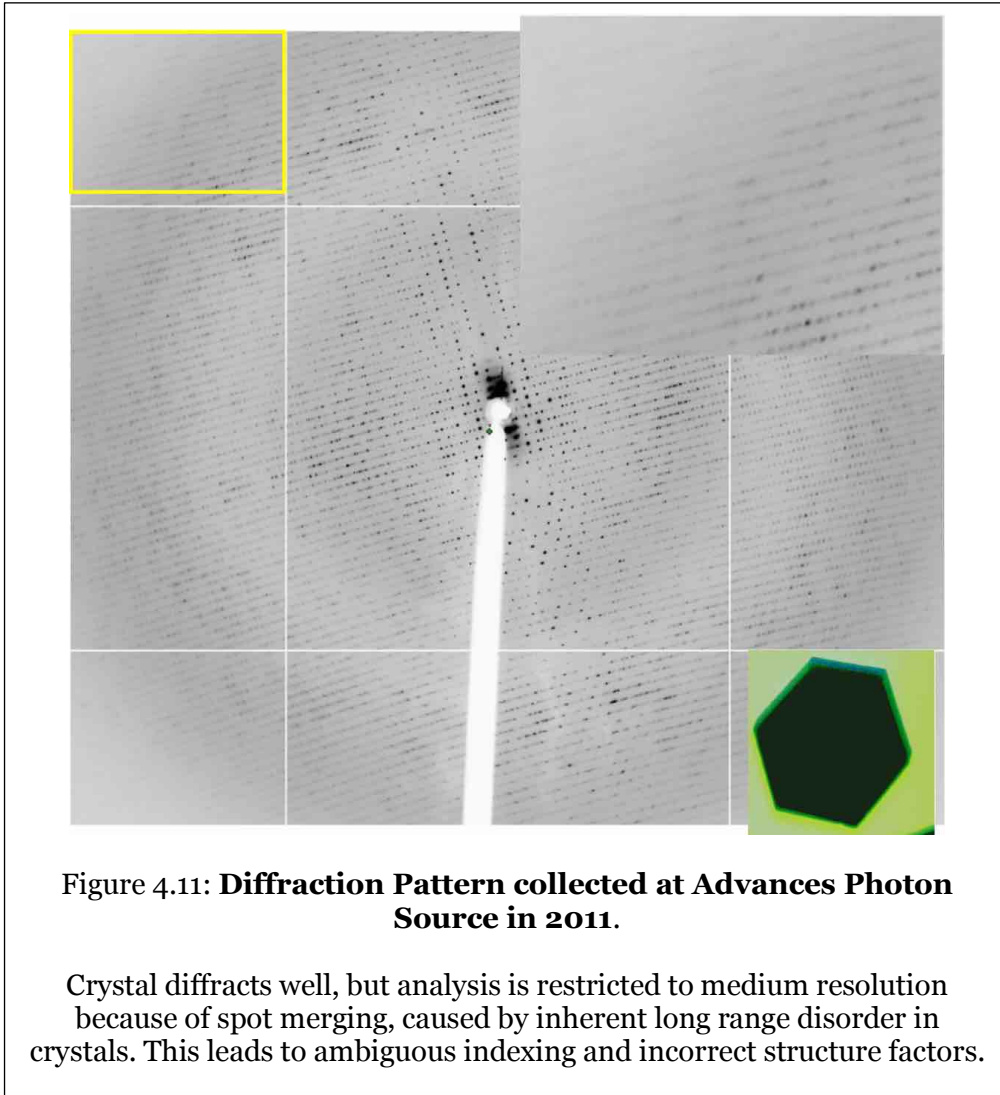 Figure 4.11: Diffraction Pattern collected at Advances Photon
Source in 2011.
Crystal diffracts well, but analysis is restricted to medium resolution
because of spot merging, caused by inherent long range disorder in
crystals. This leads to ambiguous indexing and incorrect structure factors.